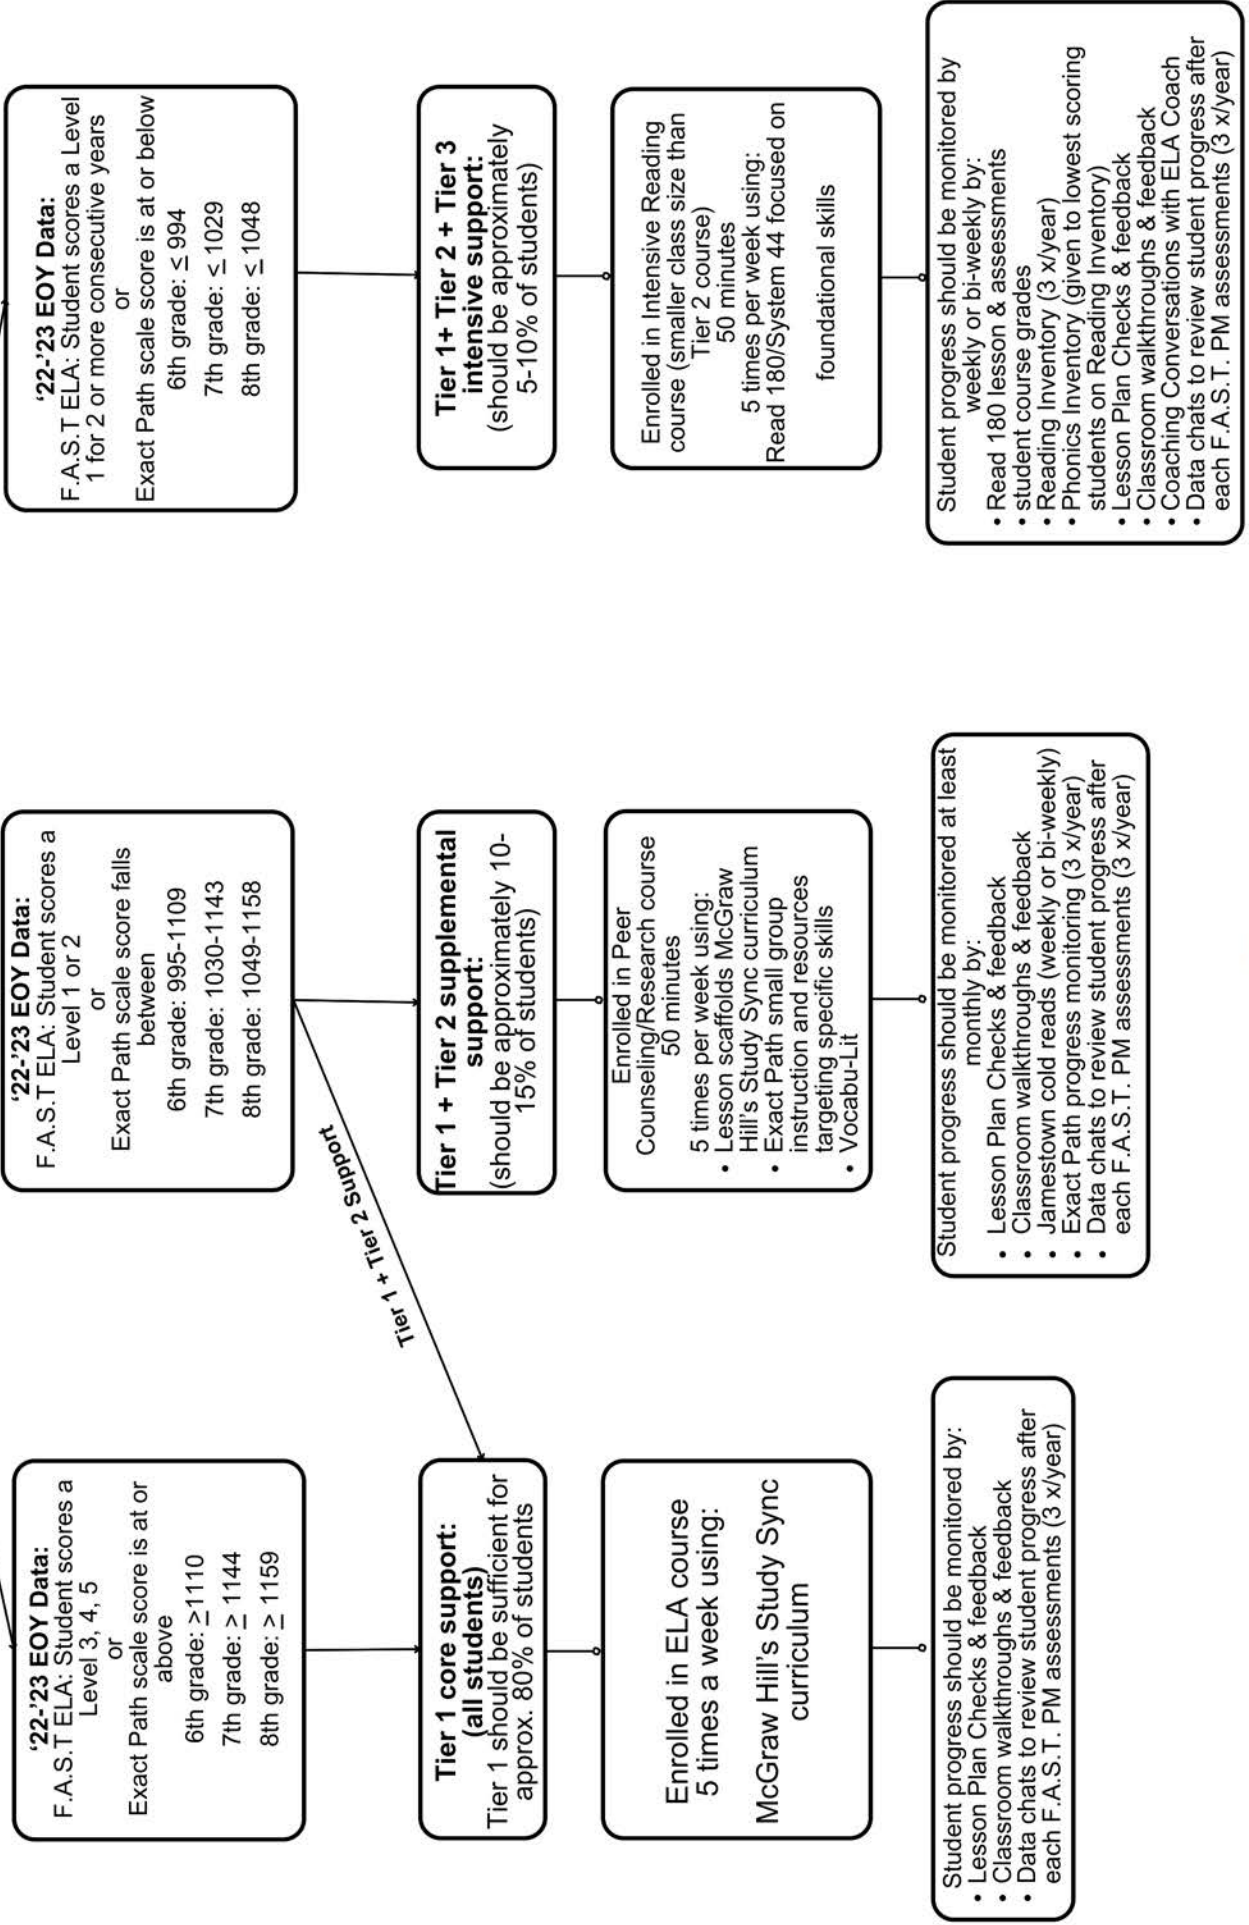 ‘22-’23 EOY Data:
F.A.S.T ELA: Student scores a
Level 3, 4, 5
or
Exact Path scale score is at or
above
6th grade: ≥1110
7th grade: ≥ 1144
8th grade: ≥ 1159
Tier 1 core support:
(all students)
Tier 1 should be sufficient for
approx. 80% of students
Enrolled in ELA course
5 times a week using:
McGraw Hill's Study Sync
curriculum
Student progress should be monitored by:
• Lesson Plan Checks & feedback
• Classroom walkthroughs & feedback
• Data chats to review student progress after
each F.A.S.T. PM assessments (3 x/year)
‘22-’23 EOY Data:
F.A.S.T ELA: Student scores a
Level 1 or 2
or
Exact Path scale score falls
between
6th grade: 995-1109
7th grade: 1030-1143
8th grade: 1049-1158
Tier 1 + Tier 2 Support
Tier 1 + Tier 2 supplemental
support:
(should be approximately 10-
15% of students)
Enrolled in Peer
Counseling/Research course
50 minutes
5 times per week using:
• Lesson scaffolds McGraw
Hill's Study Sync curriculum
• Exact Path small group
instruction and resources
targeting specific skills
• Vocabu-Lit
Student progress should be monitored at least
monthly by:
• Lesson Plan Checks & feedback
• Classroom walkthroughs & feedback
• Jamestown cold reads (weekly or bi-weekly)
• Exact Path progress monitoring (3 x/year)
• Data chats to review student progress after
each F.A.S.T. PM assessments (3 x/year)
‘22-’23 EOY Data:
F.A.S.T ELA: Student scores a Level
1 for 2 or more consecutive years
or
Exact Path scale score is at or below
6th grade: ≤ 994
7th grade: ≤ 1029
8th grade: ≤ 1048
Tier 1+ Tier 2 + Tier 3
intensive support:
(should be approximately
5-10% of students)
Enrolled in Intensive Reading
course (smaller class size than
Tier 2 course)
50 minutes
5 times per week using:
Read 180/System 44 focused on
foundational skills
Student progress should be monitored by
weekly or bi-weekly by:
• Read 180 lesson & assessments
• student course grades
• Reading Inventory (3 x/year)
• Phonics Inventory (given to lowest scoring
students on Reading Inventory)
• Lesson Plan Checks & feedback
• Classroom walkthroughs & feedback
• Coaching Conversations with ELA Coach
• Data chats to review student progress after
each F.A.S.T. PM assessments (3 x/year)